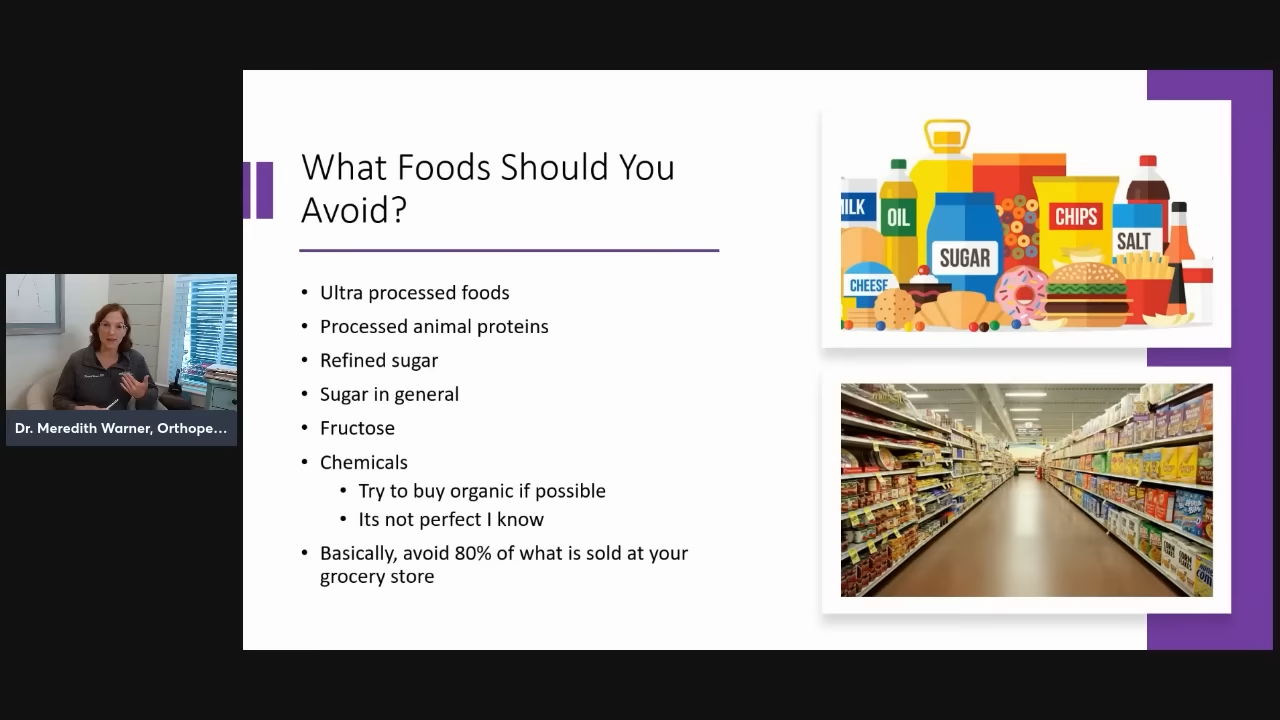 What Foods Should You
Avoid?
• Ultra processed foods
• Processed animal proteins
• Refined sugar
• Sugar in general
• Fructose
• Chemicals
• Try to buy organic if possible
• Its not perfect I know
• Basically, avoid 80% of what is sold at your
grocery store
MILK
OIL
SUGAR
CHIPS
SALT
CHEESE
Dr. Meredith Warner, Orthope...